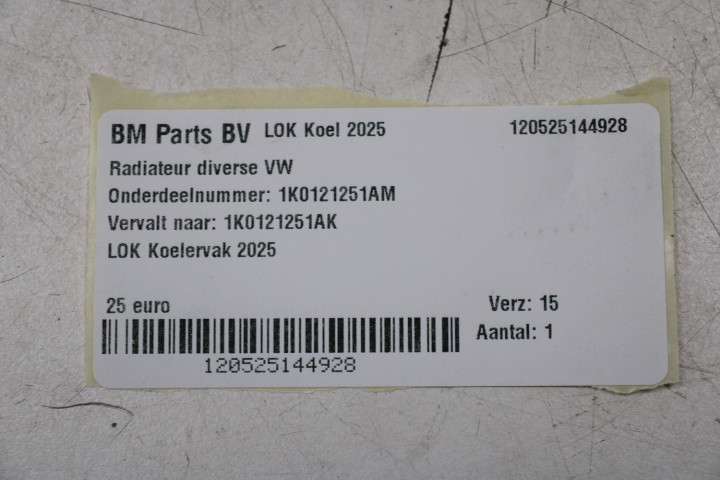 BM Parts BV LOK Koel 2025 120525144928
Radiateur diverse VW
Onderdeelnummer: 1K0121251AM
Vervalt naar: 1K0121251AK
LOK Koelervak 2025
25 euro Verz: 15
Aantal: 1
120525144928